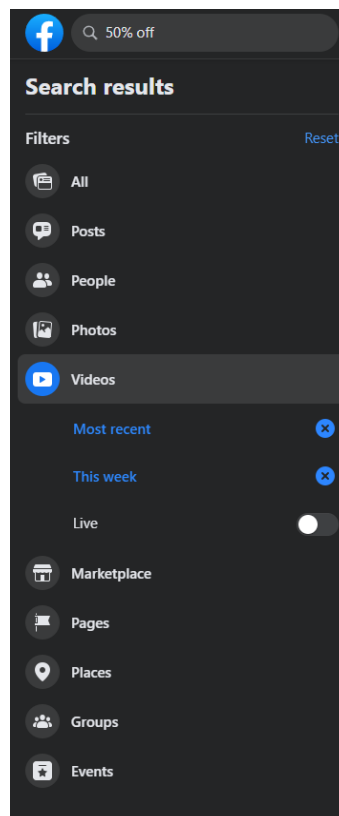 50% off
Search results
Filters Reset
All
Posts
People
Photos
Videos
Most recent
This week
Live
Marketplace
Pages
Places
Groups
Events